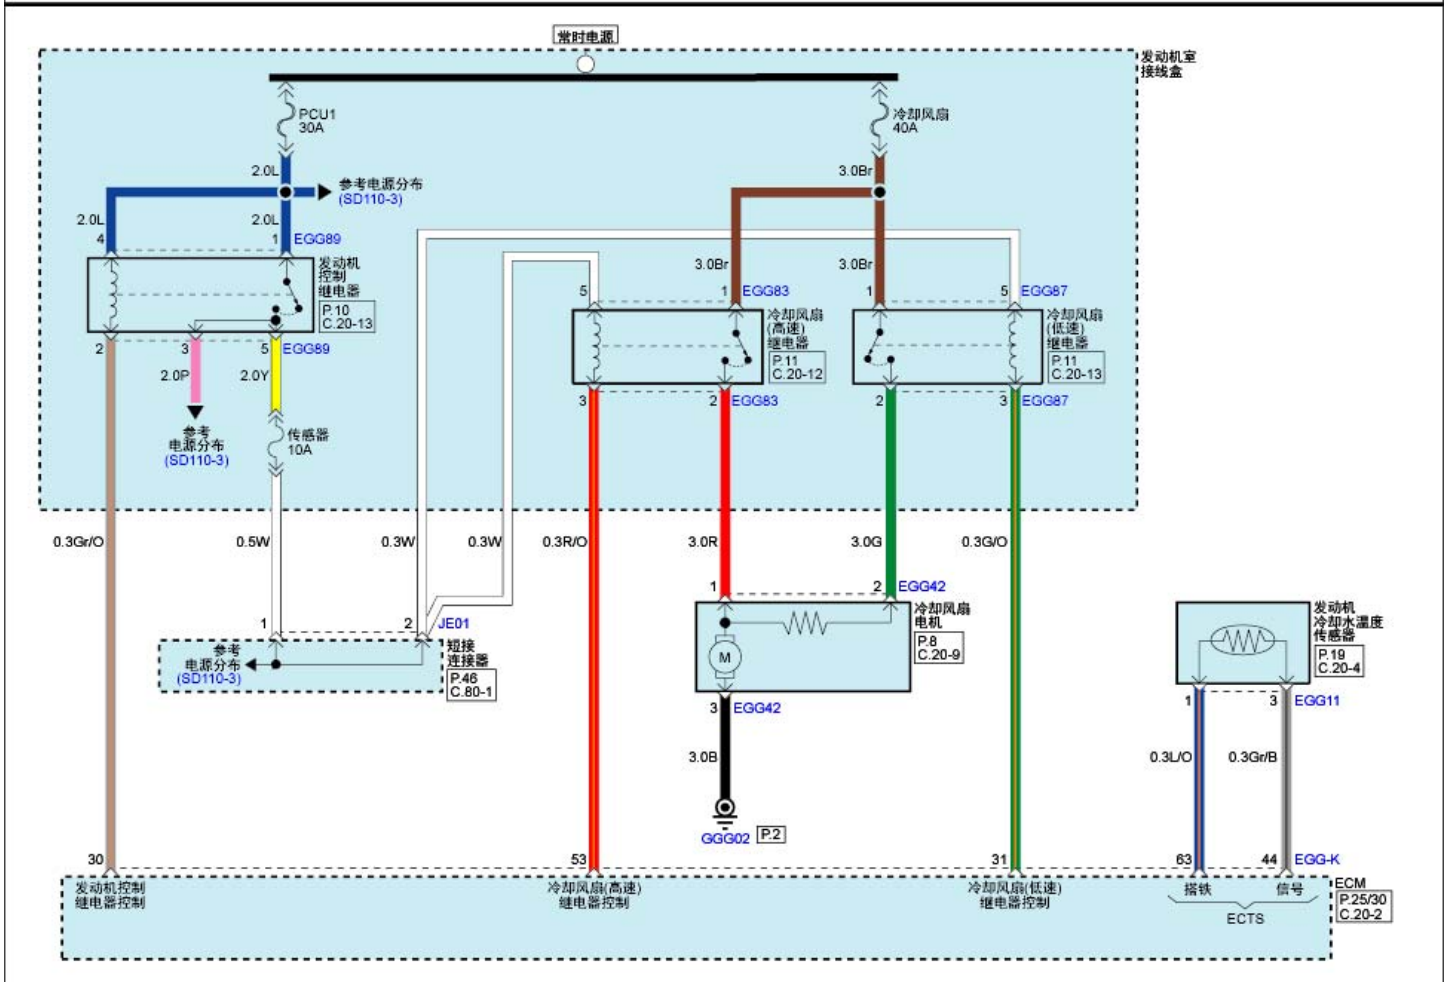 常时电源
发动机室
接线盒
PCU1
30A
冷却风扇
40A
2.0L
参考电源分布
(SD110-3)
3.0Br
2.0L
2.0L
4
1
EGG89
发动机
控制
继电器
P.10
C.20-13
3.0Br
3.0Br
5
1
EGG83
1
5
EGG87
冷却风扇
(高速)
继电器
P.11
C.20-12
冷却风扇
(低速)
继电器
P.11
C.20-13
2
3
5
EGG89
2.0P
2.0Y
3
2
EGG83
2
3
EGG87
参考
电源分布
(SD110-3)
传感器
10A
0.3Gr/O
0.5W
0.3W
0.3W
0.3R/O
3.0R
3.0G
0.3G/O
1
2
EGG42
1
2
JE01
冷却风扇
电机
P.8
C.20-9
M
发动机
冷却水温度
传感器
P.19
C.20-4
参考
电源分布
(SD110-3)
短接
连接器
P.46
C.80-1
3
EGG42
1
3
EGG11
3.0B
0.3L/O
0.3Gr/B
GGG02
P.2
30
53
31
63
44
EGG-K
发动机控制
继电器控制
冷却风扇(高速)
继电器控制
冷却风扇(低速)
继电器控制
搭铁
信号
ECTS
ECM
P.25/30
C.20-2